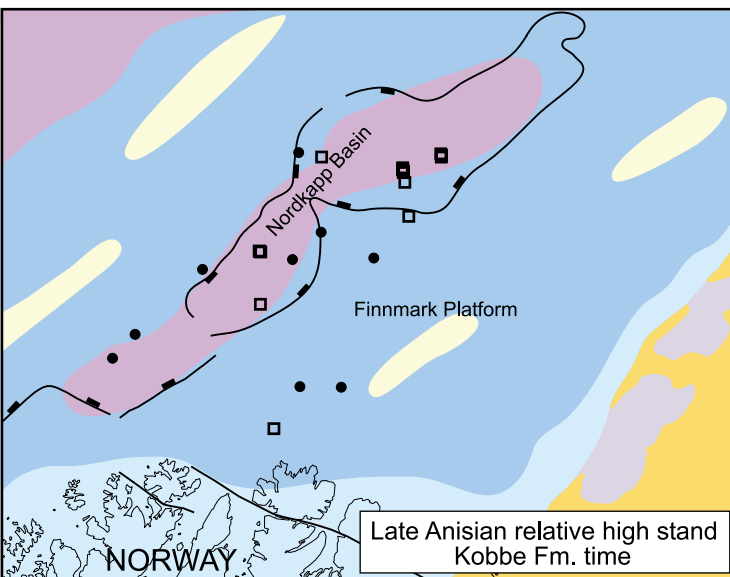 Nordkapp Basin
Finnmark Platform
NORWAY
Late Anisian relative high stand
Kobbe Fm. time